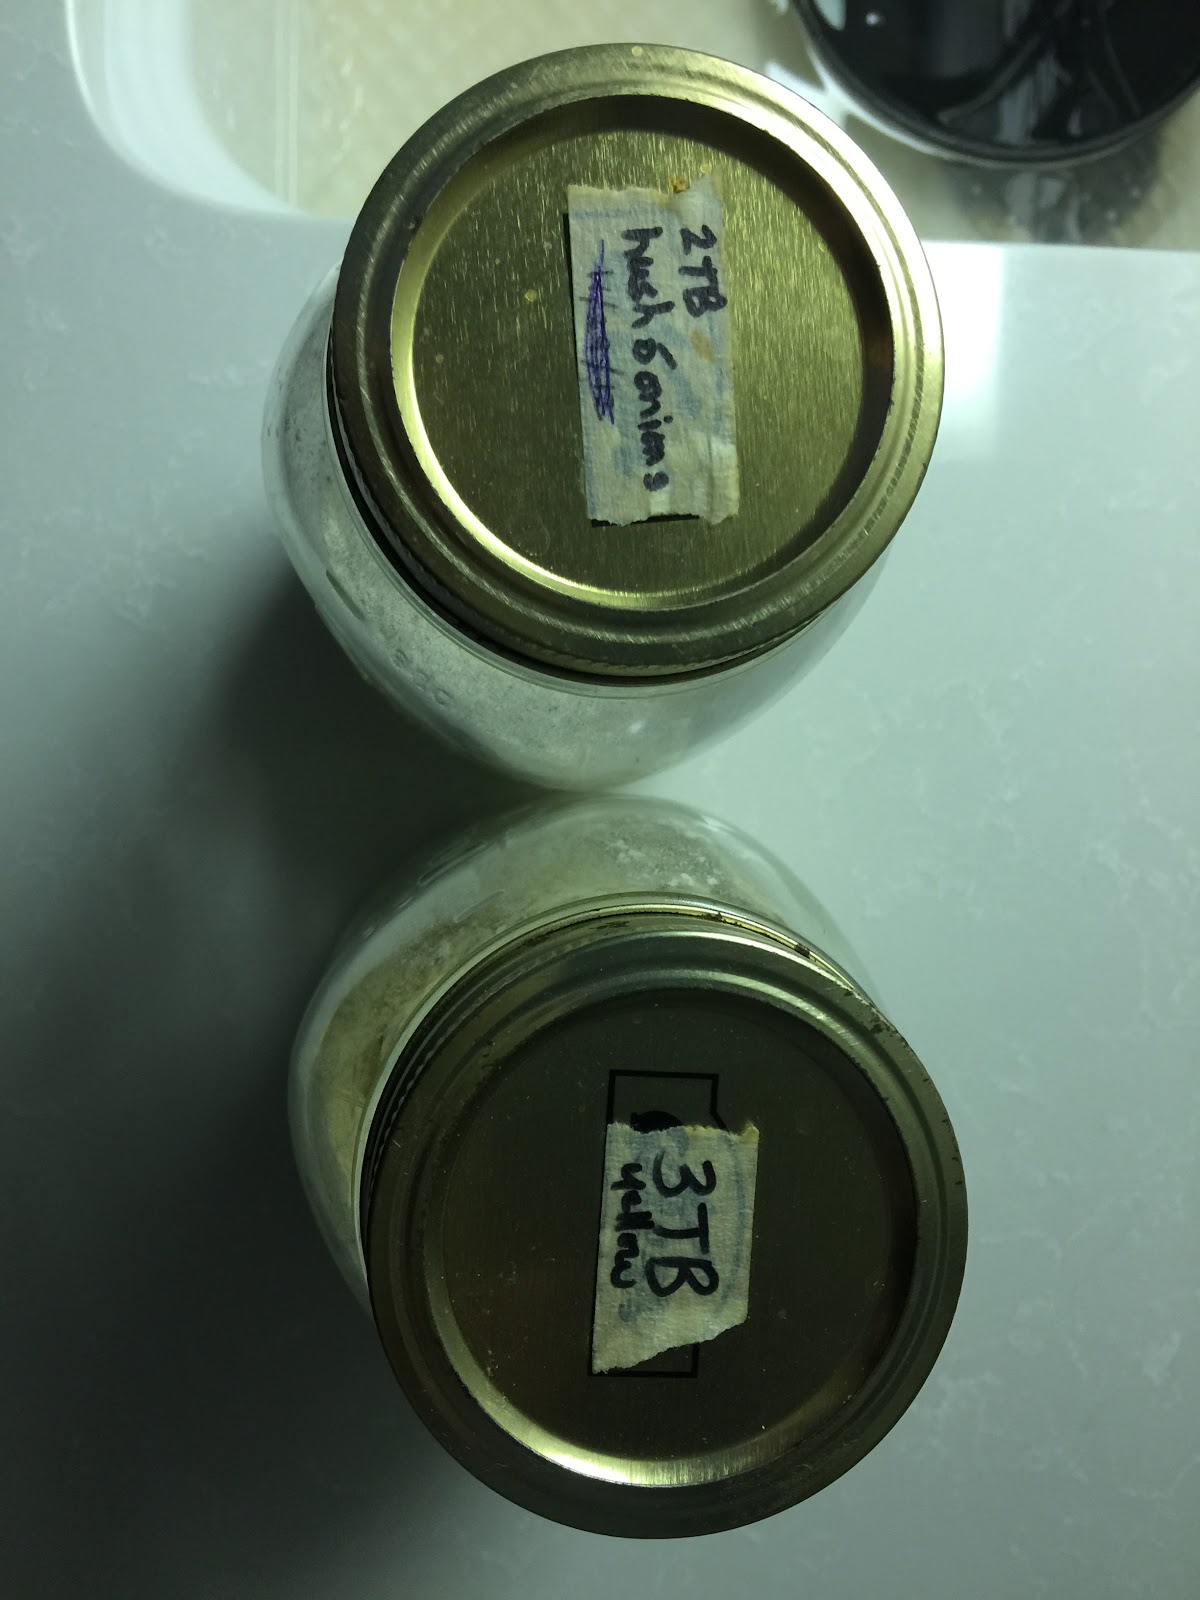 2TB
hash & onions
3TB
yellow